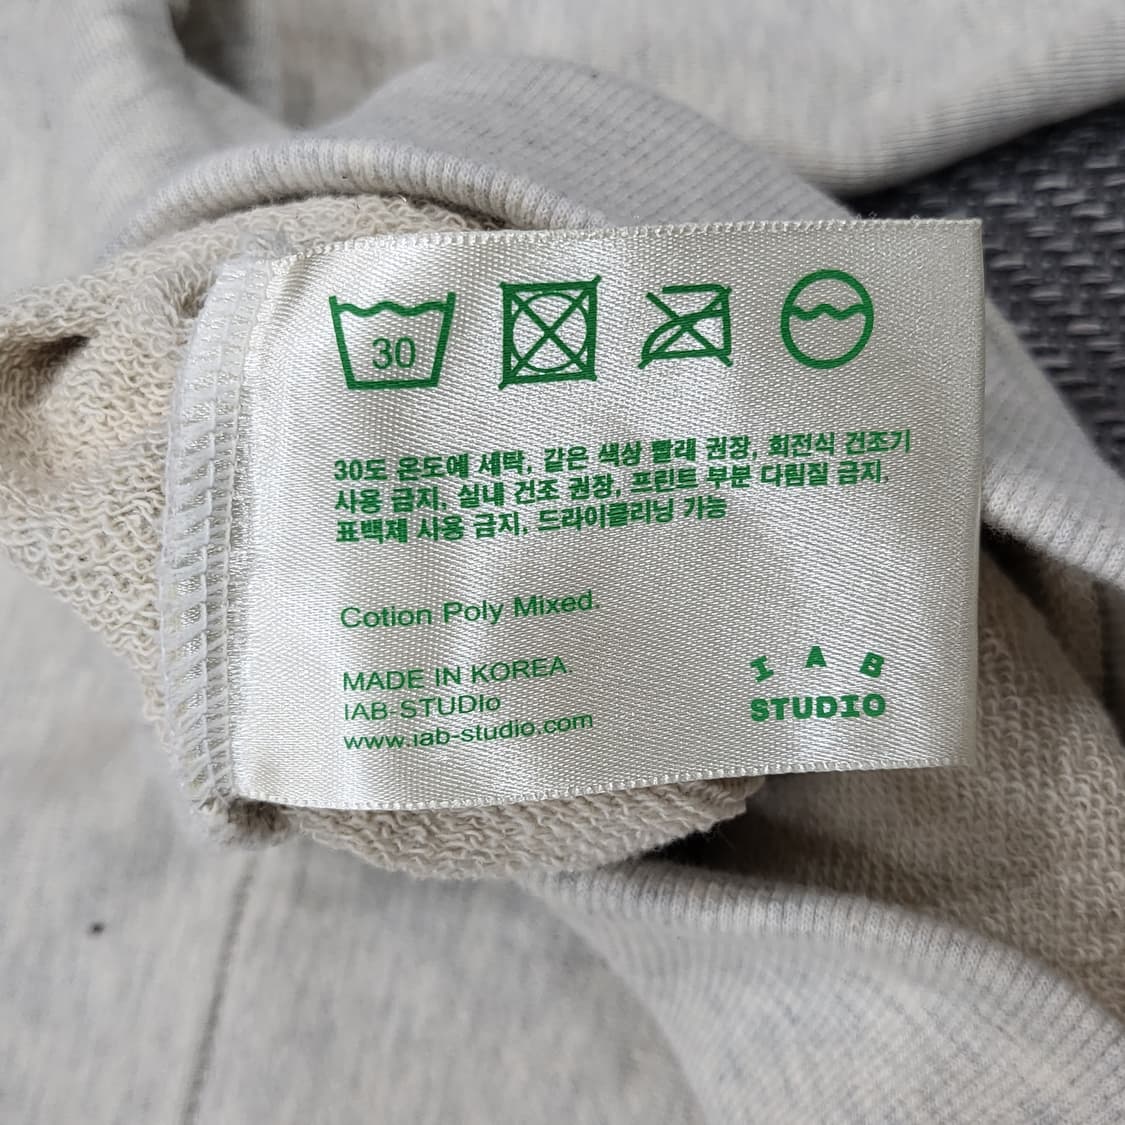 30
30도 온도에 세탁, 같은 색상 빨래 권장, 회전식 건조기
사용 금지, 실내 건조 권장, 프린트 부분 다림질 금지,
표백제 사용 금지, 드라이클리닝 가능
Cotion Poly Mixed.
MADE IN KOREA.
IAB-STUDIo
www.iab-studio.com
I A B
STUDIO